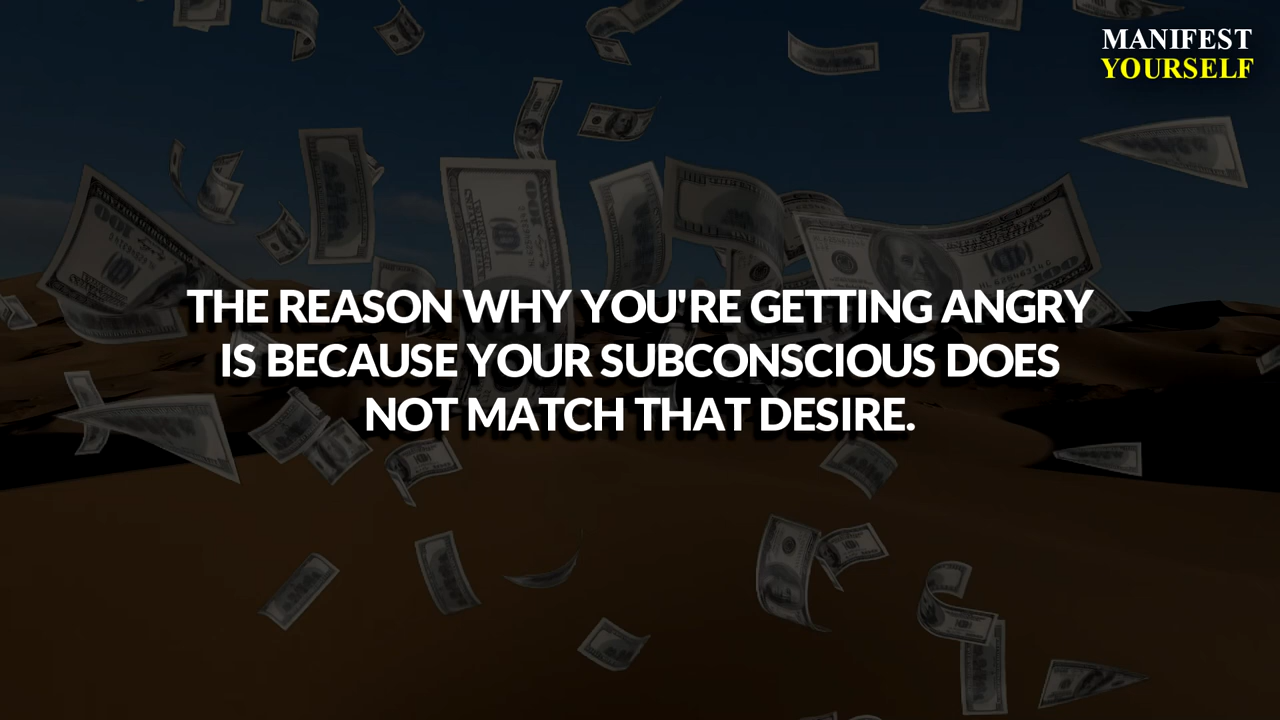 MANIFEST
YOURSELF
THE REASON WHY YOU'RE GETTING ANGRY
IS BECAUSE YOUR SUBCONSCIOUS DOES
NOT MATCH THAT DESIRE.